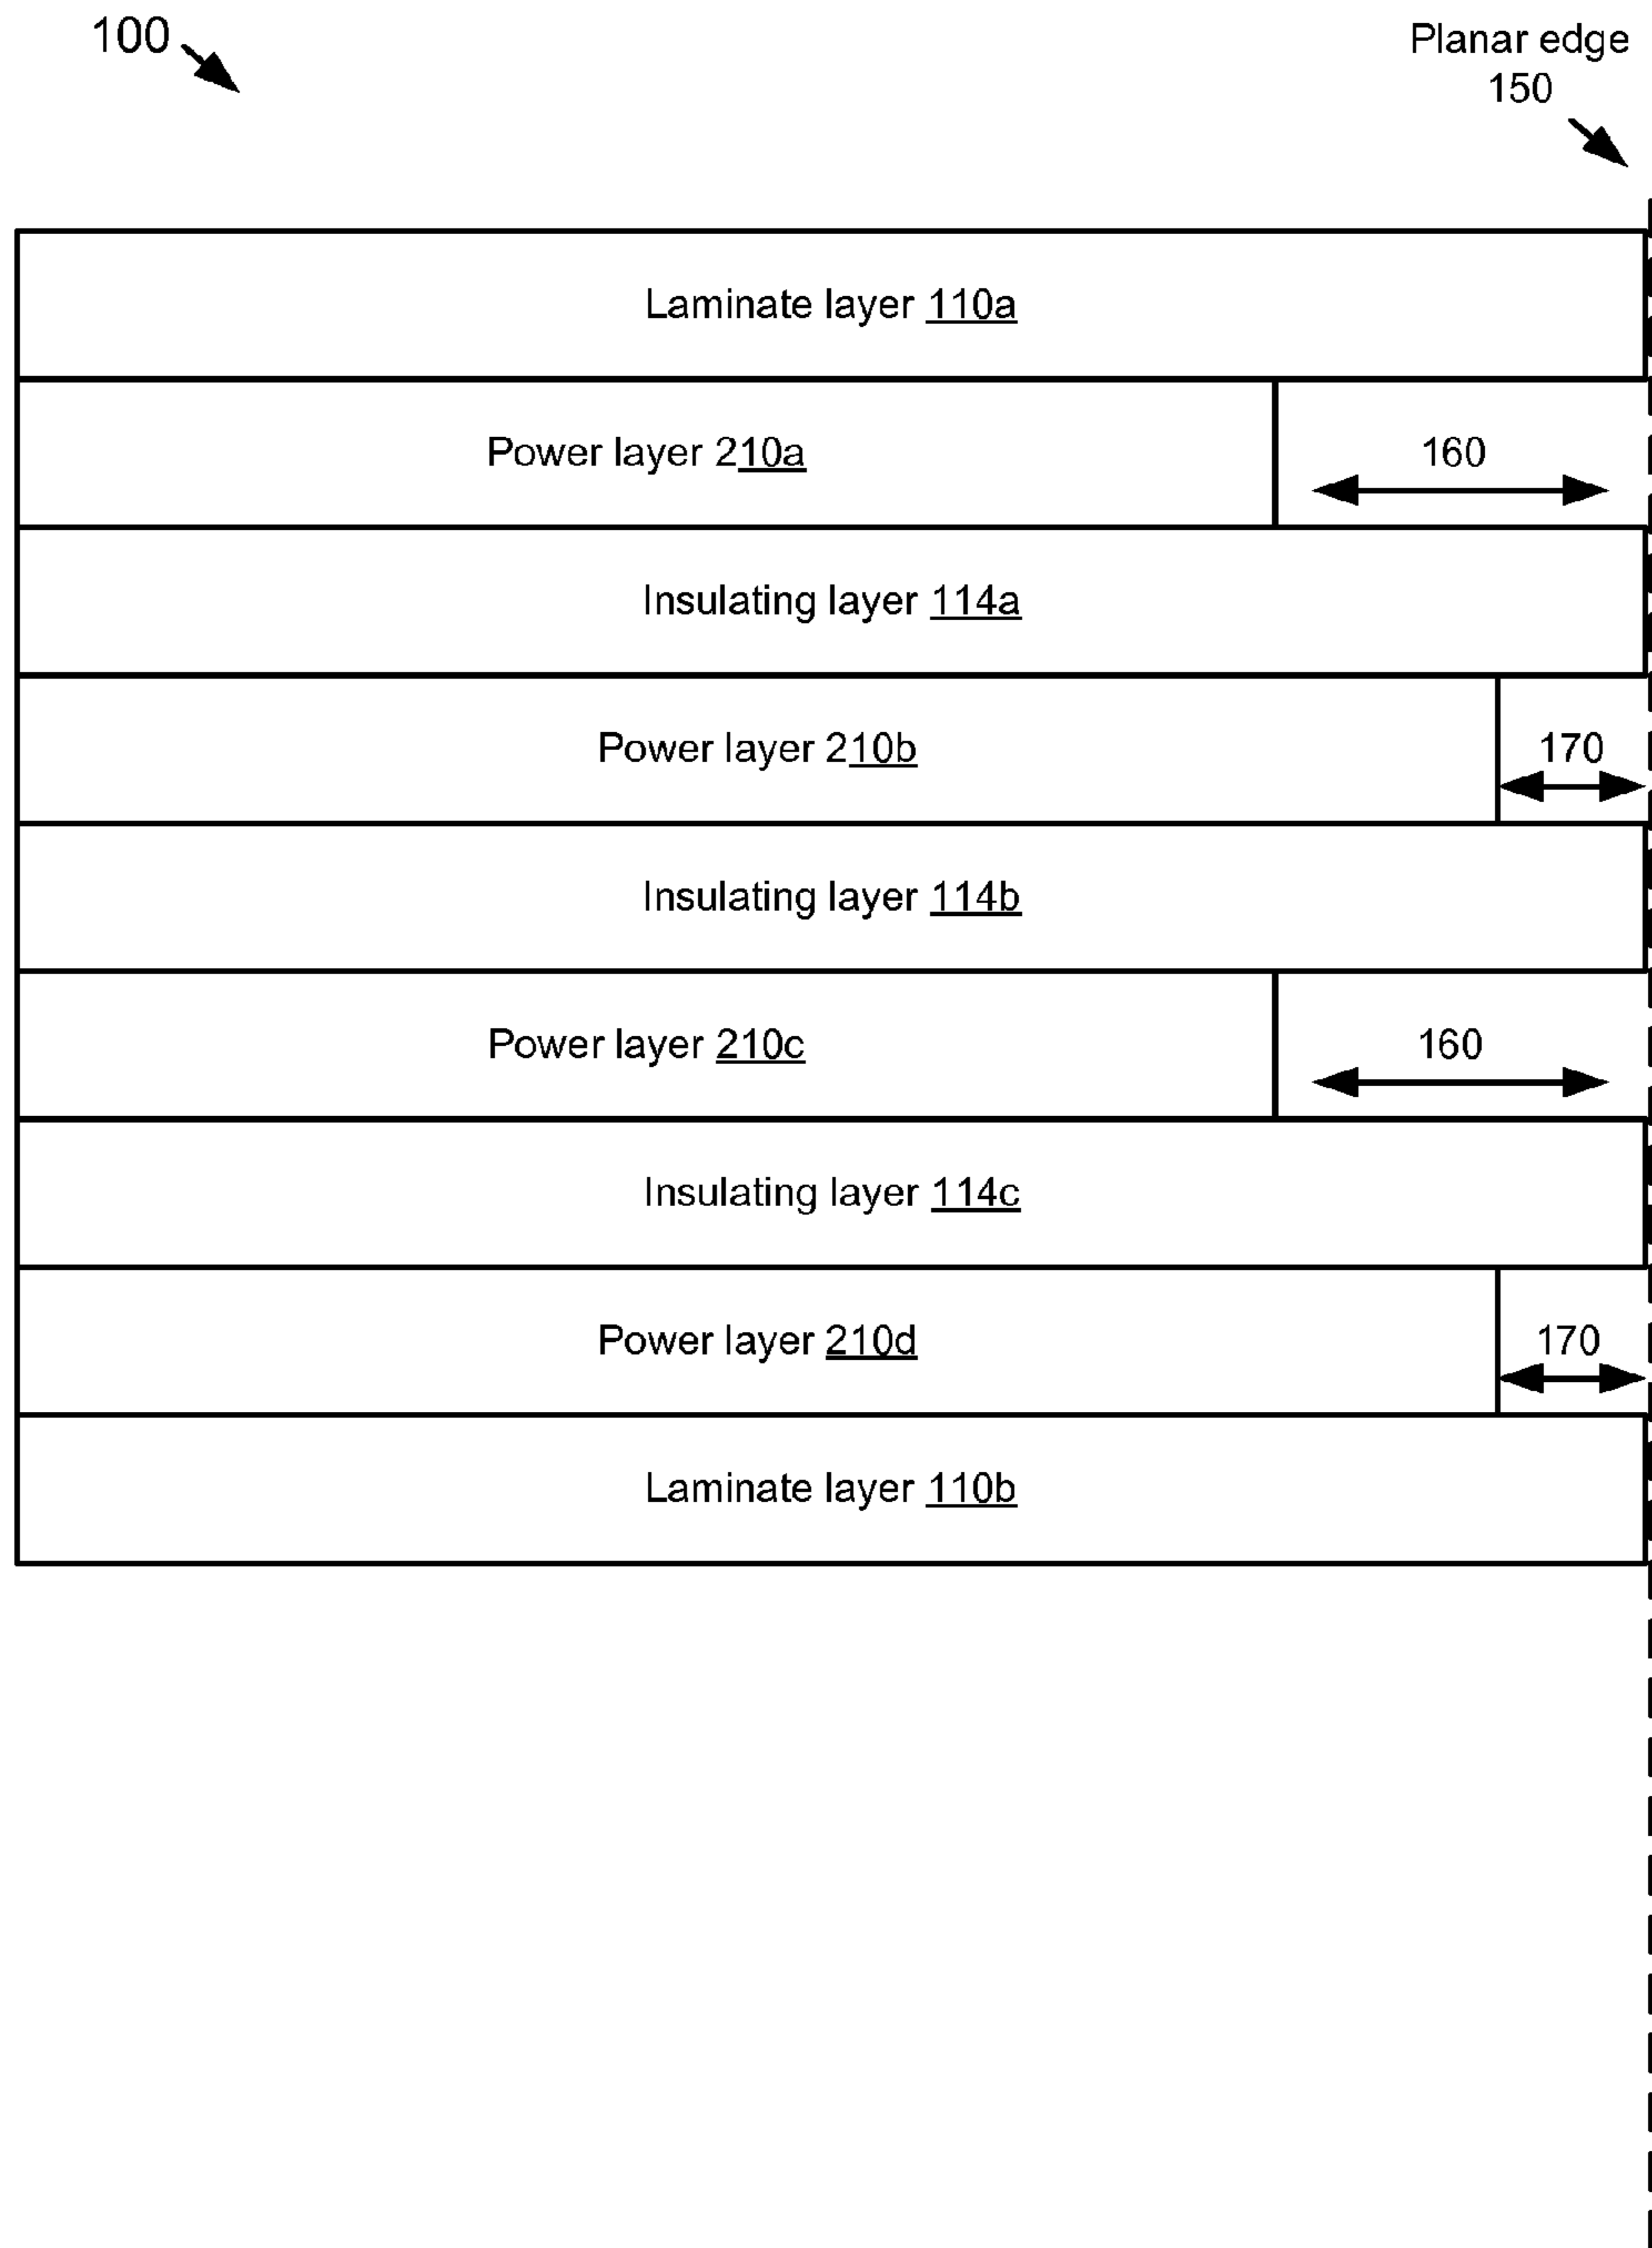 100
Planar edge
150
Laminate layer 110a
Power layer 210a
160
Insulating layer 114a
Power layer 210b
170
Insulating layer 114b
Power layer 210c
160
Insulating layer 114c
Power layer 210d
170
Laminate layer 110b